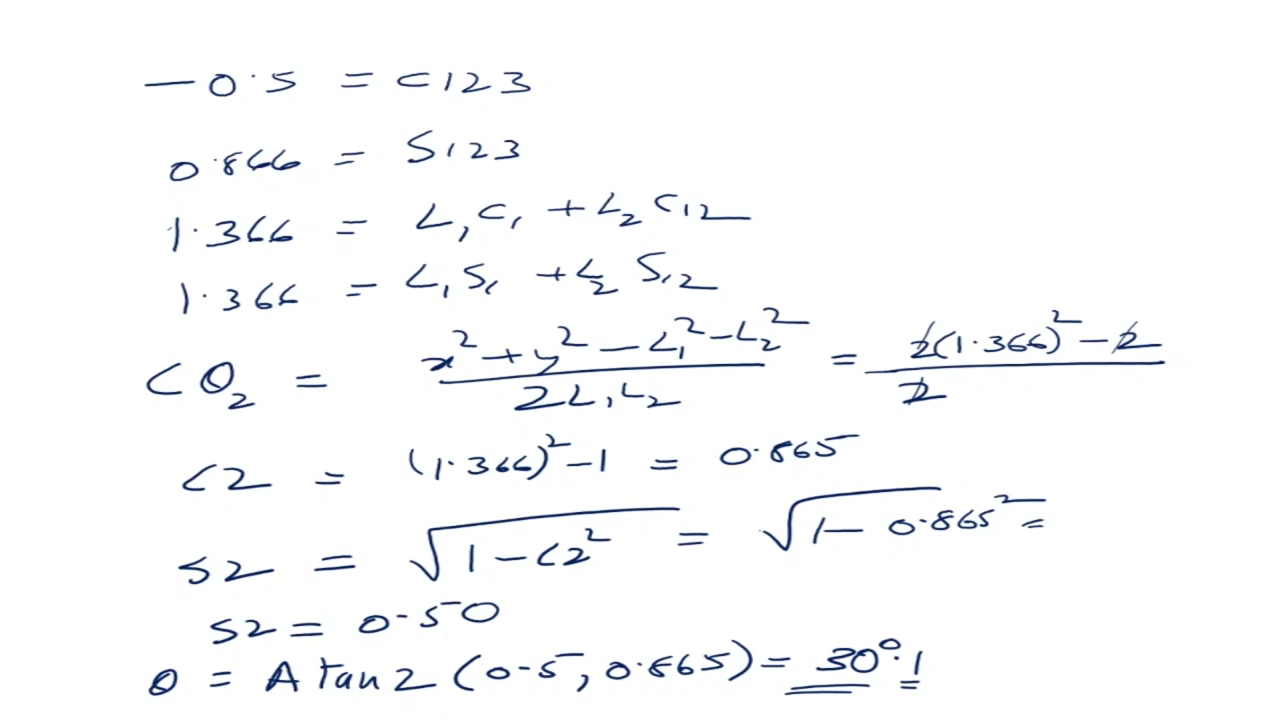 -0.5 = C123
0.866 = S123
1.366 = L₁C₁ + L₂C12
1.366 = L₁S₁ + L₂S12
Cθ₂ = (x² + y² - L₁² - L₂²) / (2L₁L₂) = (2(1.366)² - 2) / 2
C2 = (1.366)² - 1 = 0.865
S2 = √(1 - C2²) = √(1 - 0.865²) =
S2 = 0.50
θ = Atan2(0.5, 0.865) = 30°.1